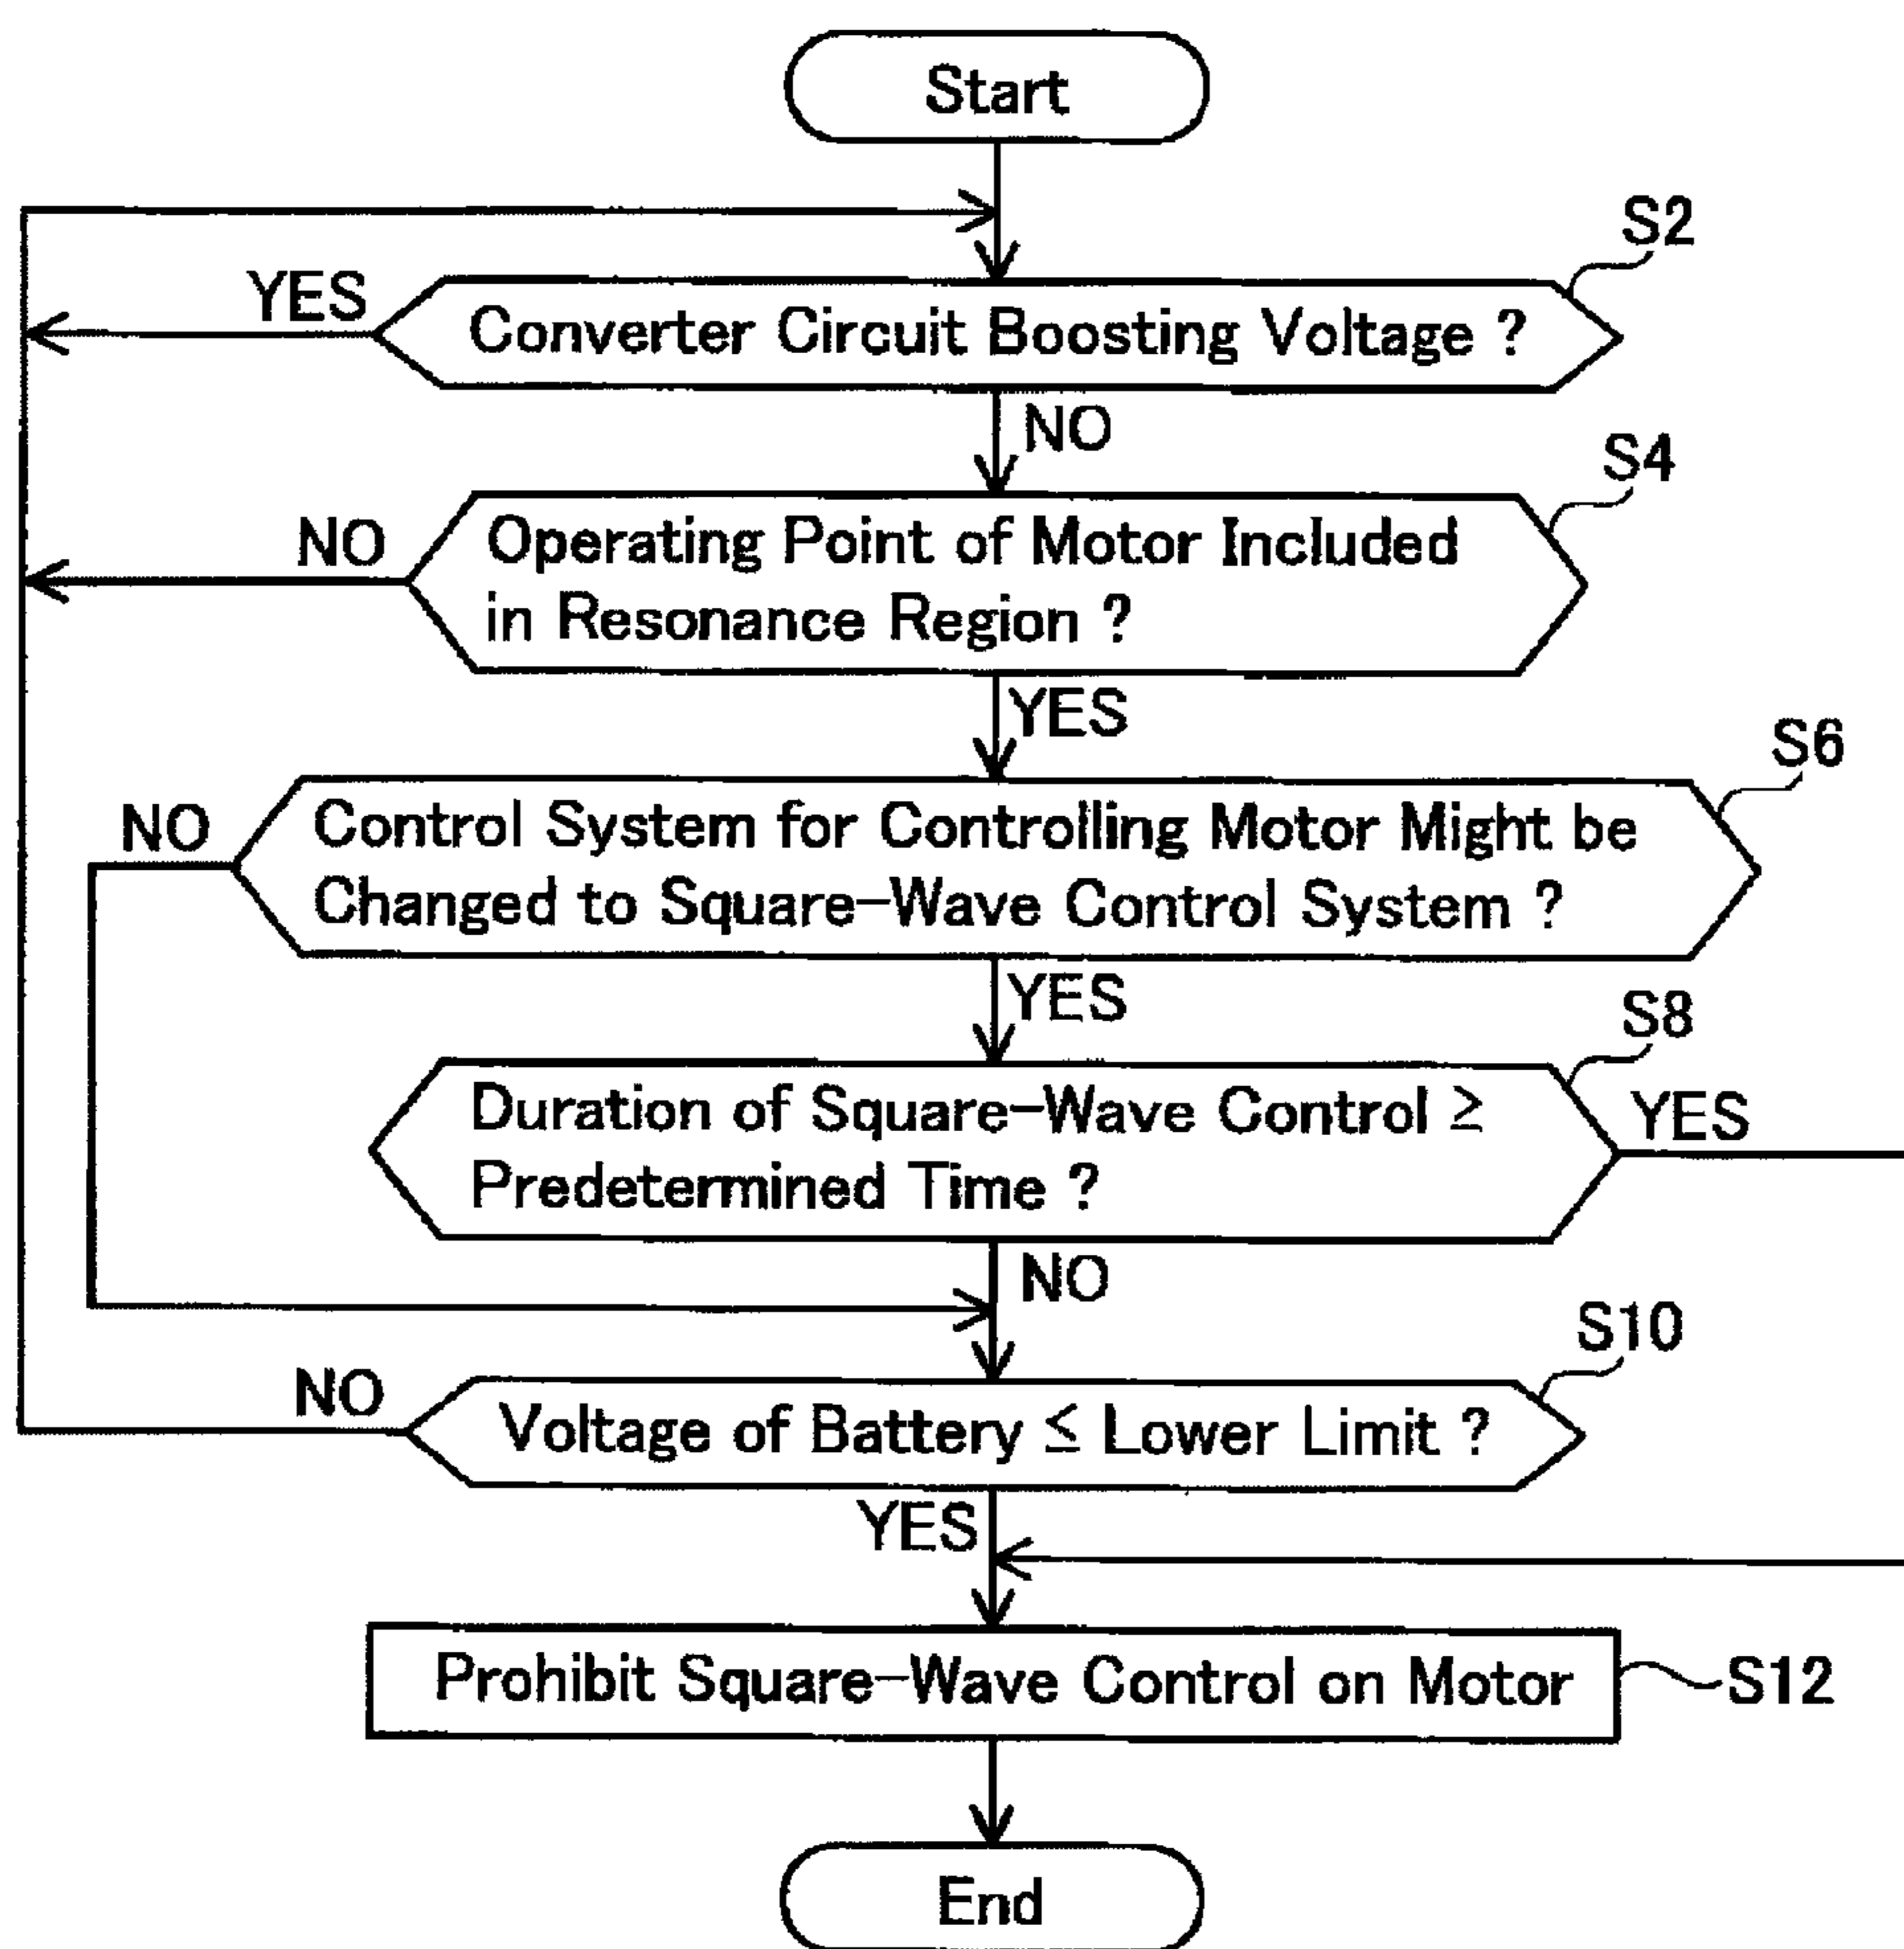 Start
S2
YES
Converter Circuit Boosting Voltage ?
NO
S4
NO
Operating Point of Motor Included
in Resonance Region ?
YES
S6
NO
Control System for Controlling Motor Might be
Changed to Square-Wave Control System ?
YES
S8
Duration of Square-Wave Control ≥
Predetermined Time ?
YES
NO
S10
NO
Voltage of Battery ≤ Lower Limit ?
YES
Prohibit Square-Wave Control on Motor
S12
End